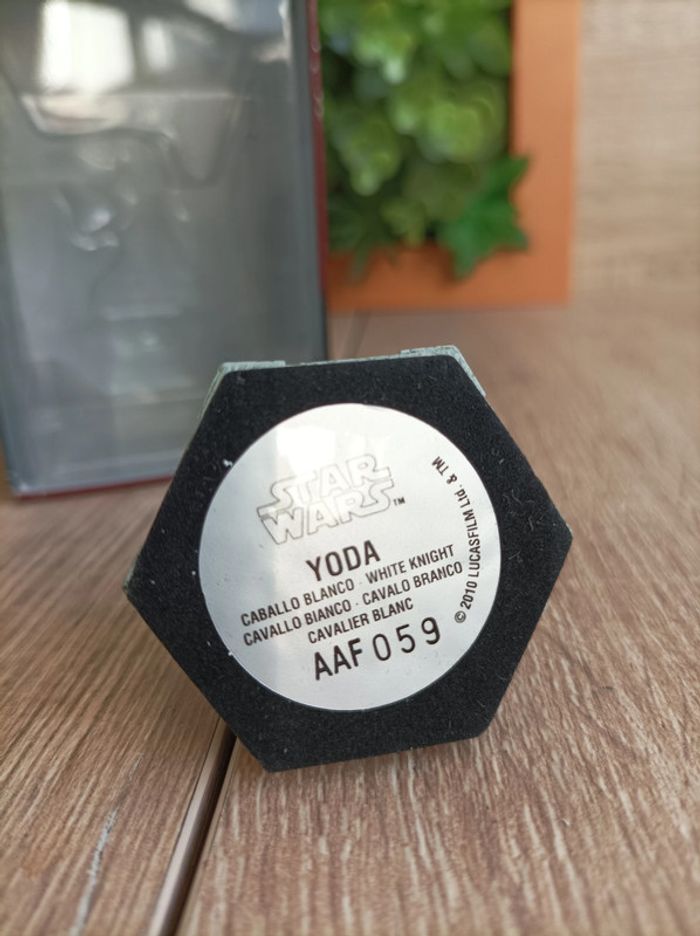 STAR
WARS™
YODA
CABALLO BLANCO · WHITE KNIGHT
CAVALLO BIANCO · CAVALO BRANCO
CAVALIER BLANC
AAF 059
© 2010 LUCASFILM Ltd. & TM